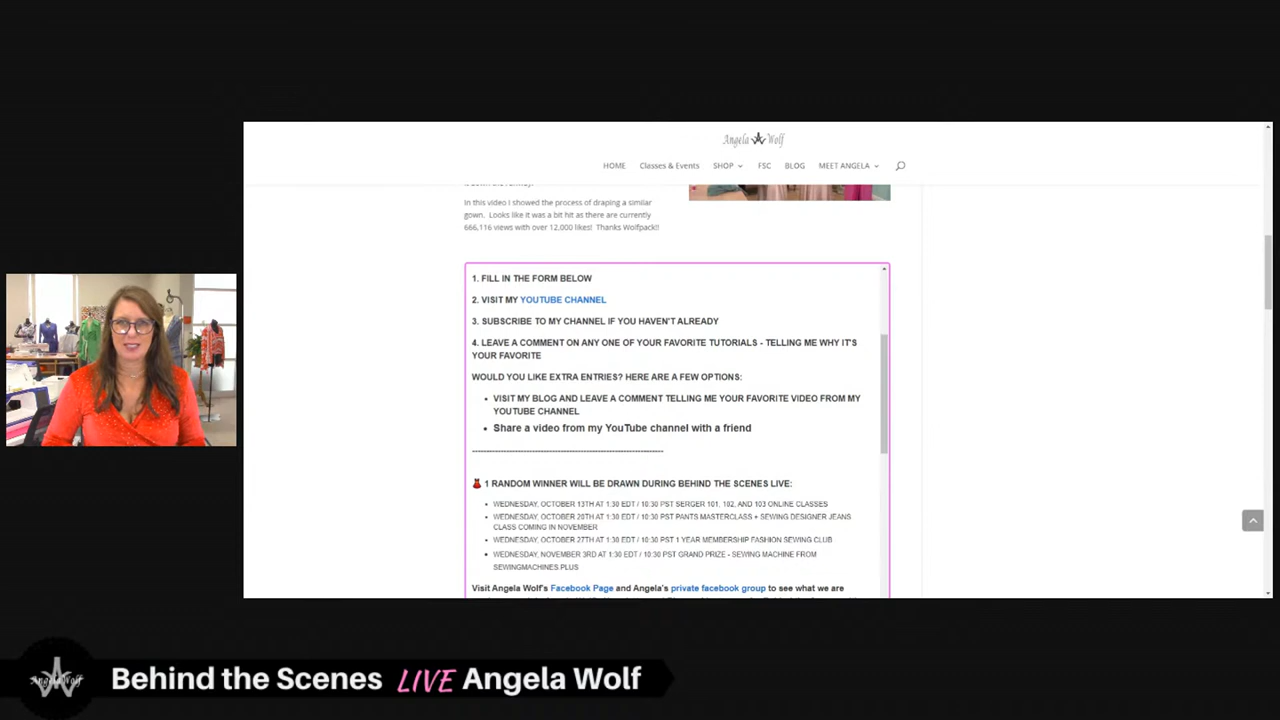 Angela Wolf
HOME Classes & Events SHOP FSC BLOG MEET ANGELA
In this video I showed the process of draping a similar
gown. Looks like it was a bit hit as there are currently
666,116 views with over 12,000 likes! Thanks Wolfpack!!
1. FILL IN THE FORM BELOW
2. VISIT MY YOUTUBE CHANNEL
3. SUBSCRIBE TO MY CHANNEL IF YOU HAVEN'T ALREADY
4. LEAVE A COMMENT ON ANY ONE OF YOUR FAVORITE TUTORIALS - TELLING ME WHY IT'S
YOUR FAVORITE
WOULD YOU LIKE EXTRA ENTRIES? HERE ARE A FEW OPTIONS:
• VISIT MY BLOG AND LEAVE A COMMENT TELLING ME YOUR FAVORITE VIDEO FROM MY
YOUTUBE CHANNEL
• Share a video from my YouTube channel with a friend
1 RANDOM WINNER WILL BE DRAWN DURING BEHIND THE SCENES LIVE:
• WEDNESDAY, OCTOBER 13TH AT 1:30 EDT / 10:30 PST SERGER 101, 102, AND 103 ONLINE CLASSES
• WEDNESDAY, OCTOBER 20TH AT 1:30 EDT / 10:30 PST PANTS MASTERCLASS + SEWING DESIGNER JEANS
CLASS COMING IN NOVEMBER
• WEDNESDAY, OCTOBER 27TH AT 1:30 EDT / 10:30 PST 1 YEAR MEMBERSHIP FASHION SEWING CLUB
• WEDNESDAY, NOVEMBER 3RD AT 1:30 EDT / 10:30 PST GRAND PRIZE - SEWING MACHINE FROM
SEWINGMACHINES.PLUS
Visit Angela Wolf's Facebook Page and Angela's private facebook group to see what we are
Angela Wolf
Behind the Scenes LIVE Angela Wolf